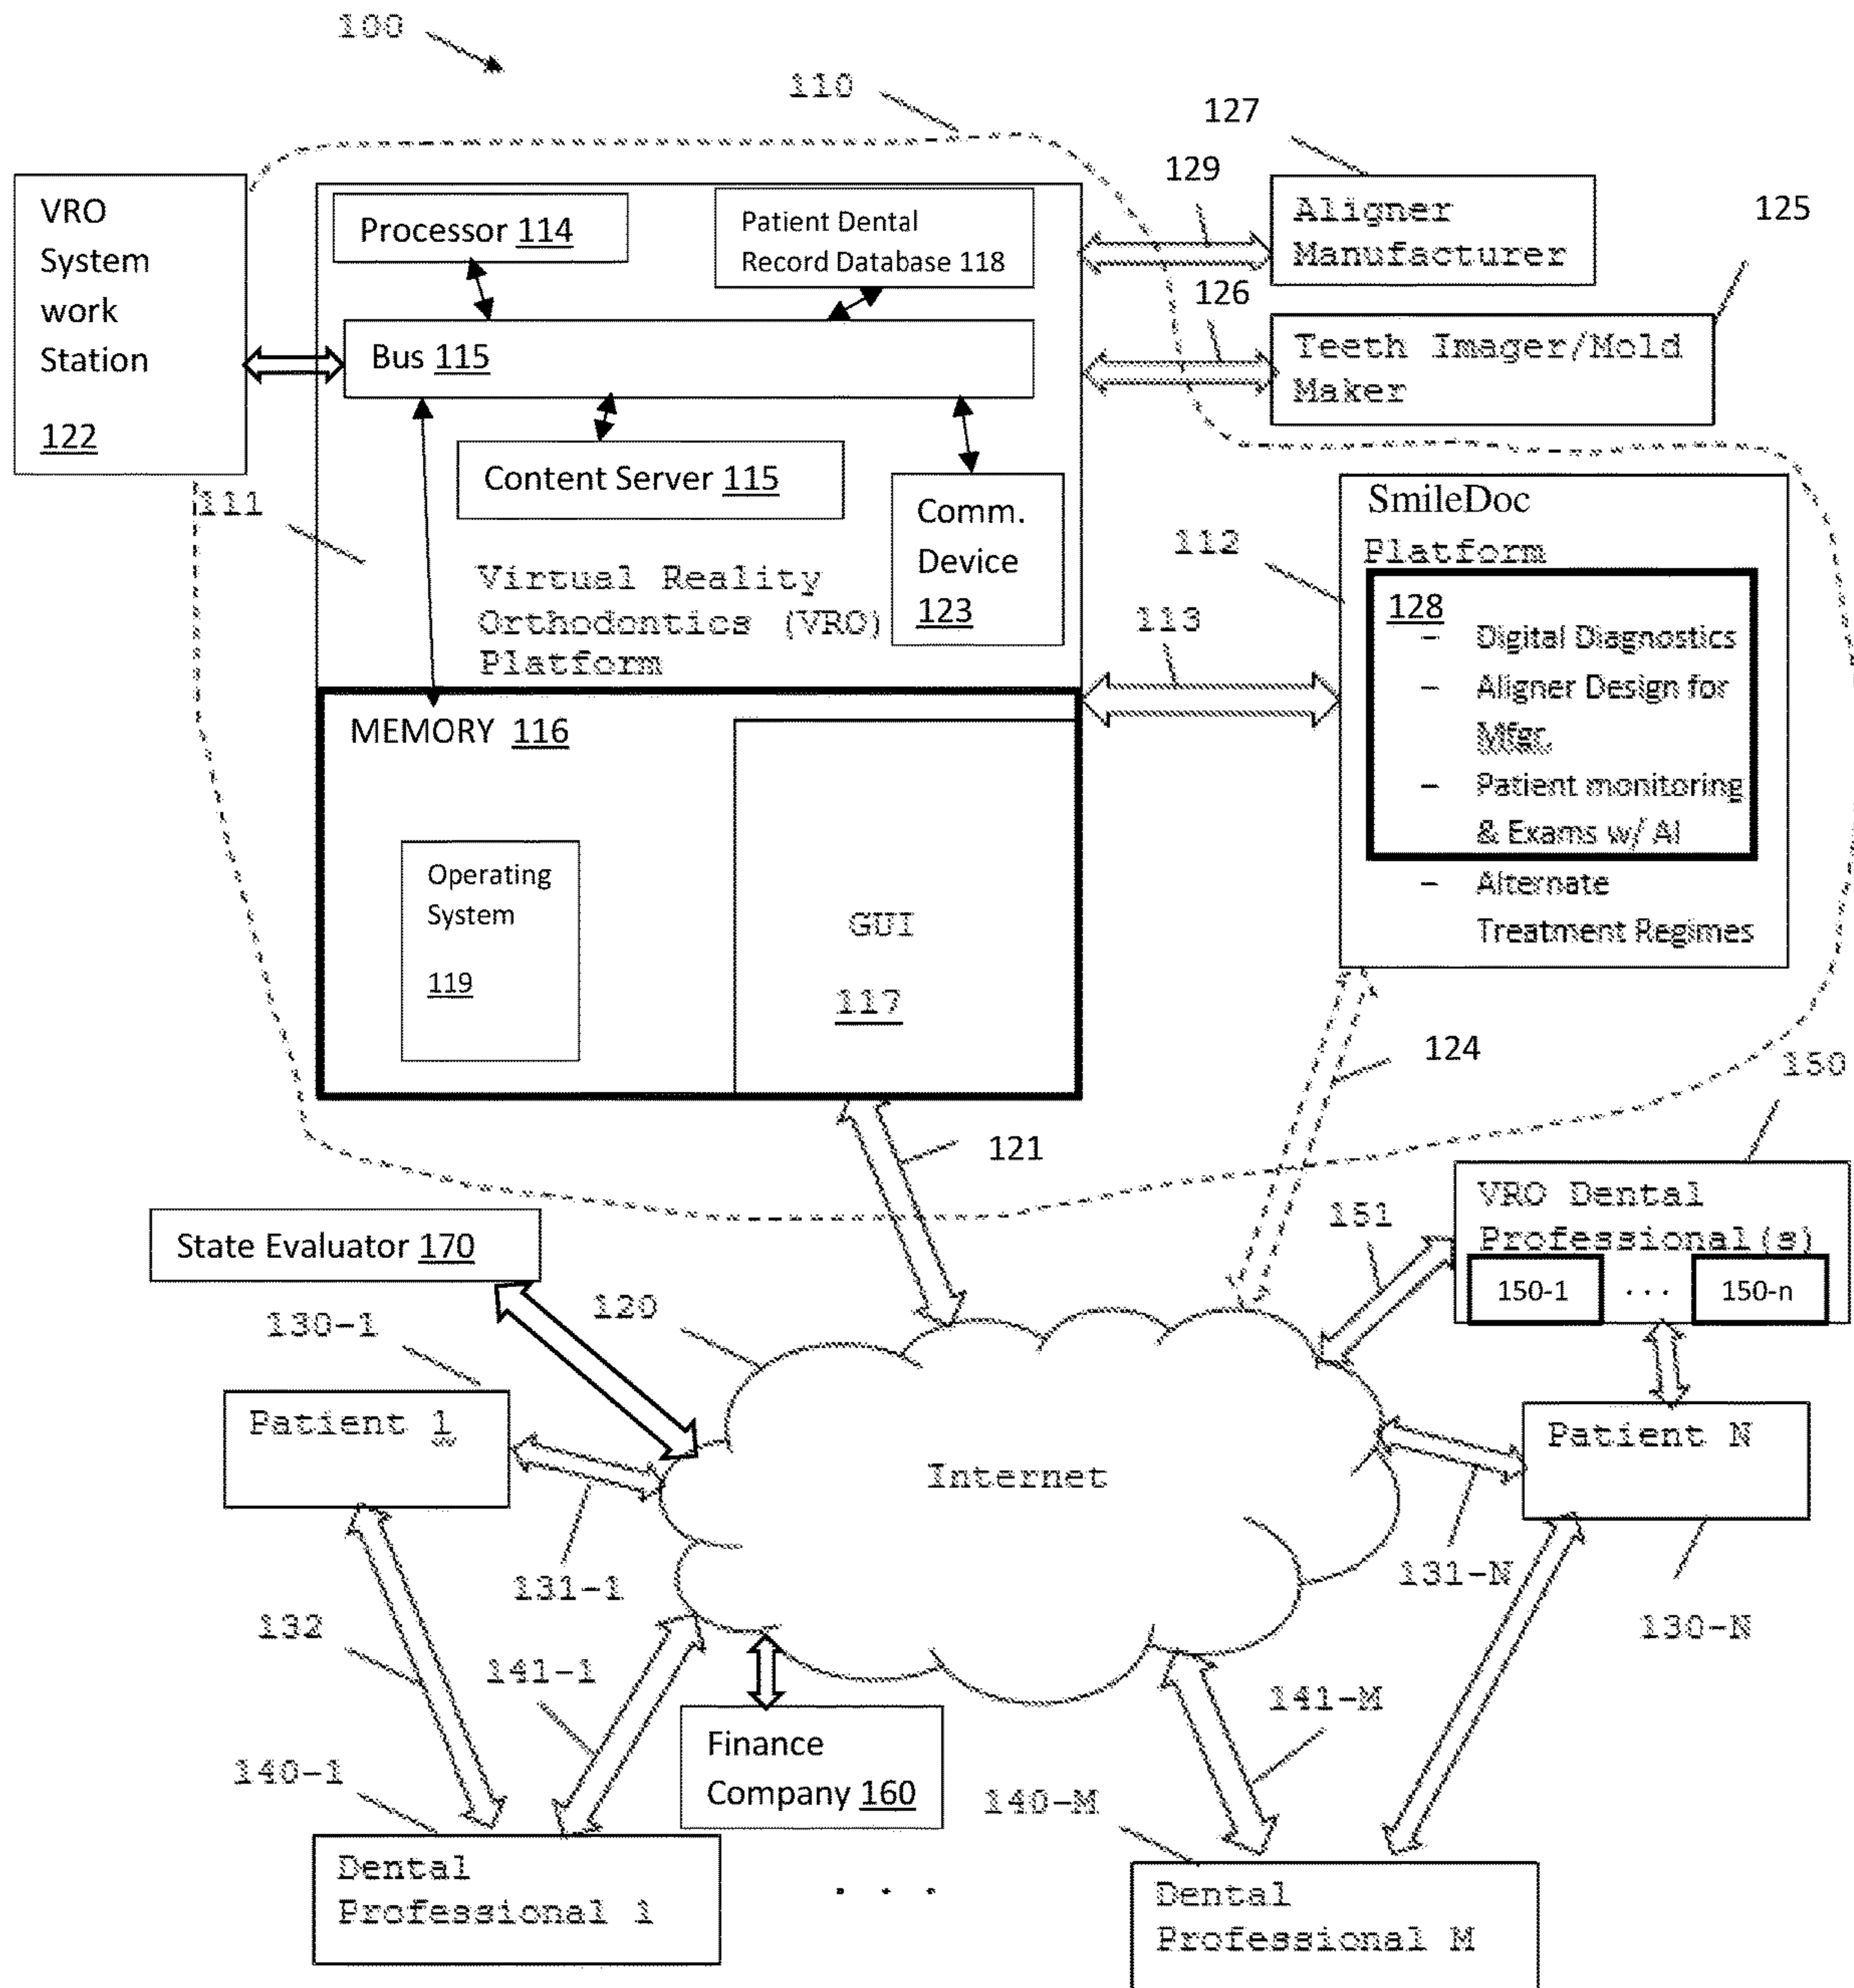 100
110
127
129
125
VRO
System
work
Station
122
Processor 114
Patient Dental
Record Database 118
Aligner
Manufacturer
126
Bus 115
Teeth Imager/Mold
Maker
Content Server 115
111
Comm.
Device
123
Virtual Reality
Orthodontics (VRO)
Platform
112
113
SmileDoc
Platform
128
– Digital Diagnostics
– Aligner Design for
Mfgr.
– Patient monitoring
& Exams w/ AI
– Alternate
Treatment Regimes
MEMORY 116
Operating
System
119
GUI
117
124
150
121
151
VRO Dental
Professional(s)
150-1 . . . 150-n
State Evaluator 170
120
130-1
Patient 1
Internet
Patient N
131-1
131-N
130-N
132
141-1
141-M
140-1
Finance
Company 160
140-M
Dental
Professional 1
. . .
Dental
Professional M